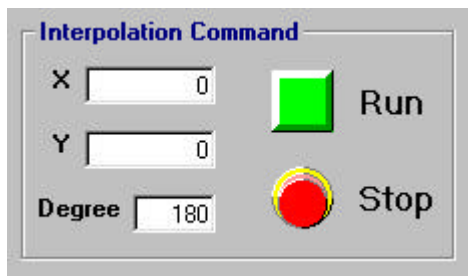 Interpolation Command
X 0
Run
Y 0
Degree 180
Stop